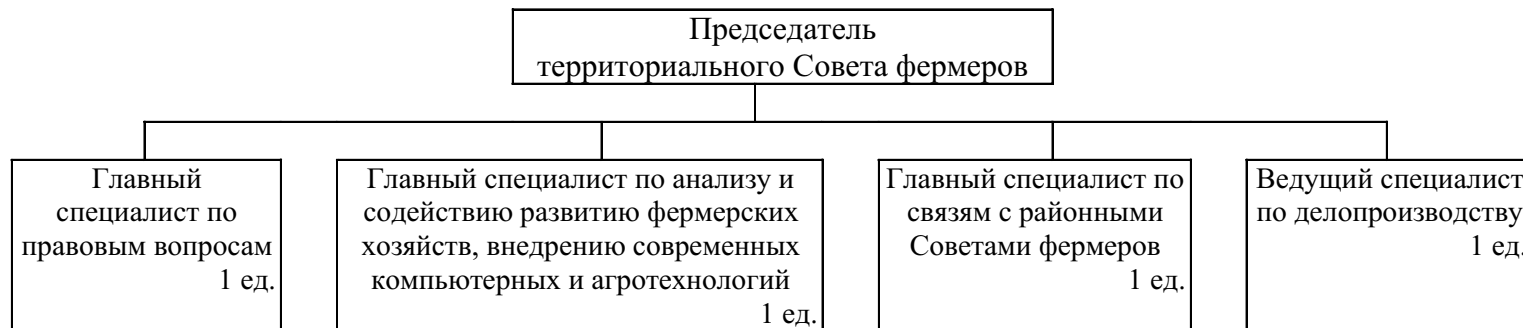 Председатель
территориального Совета фермеров
Главный
специалист по
правовым вопросам
1 ед.
Главный специалист по анализу и
содействию развитию фермерских
хозяйств, внедрению современных
компьютерных и агротехнологий
1 ед.
Главный специалист по
связям с районными
Советами фермеров
1 ед.
Ведущий специалист
по делопроизводству
1 ед.